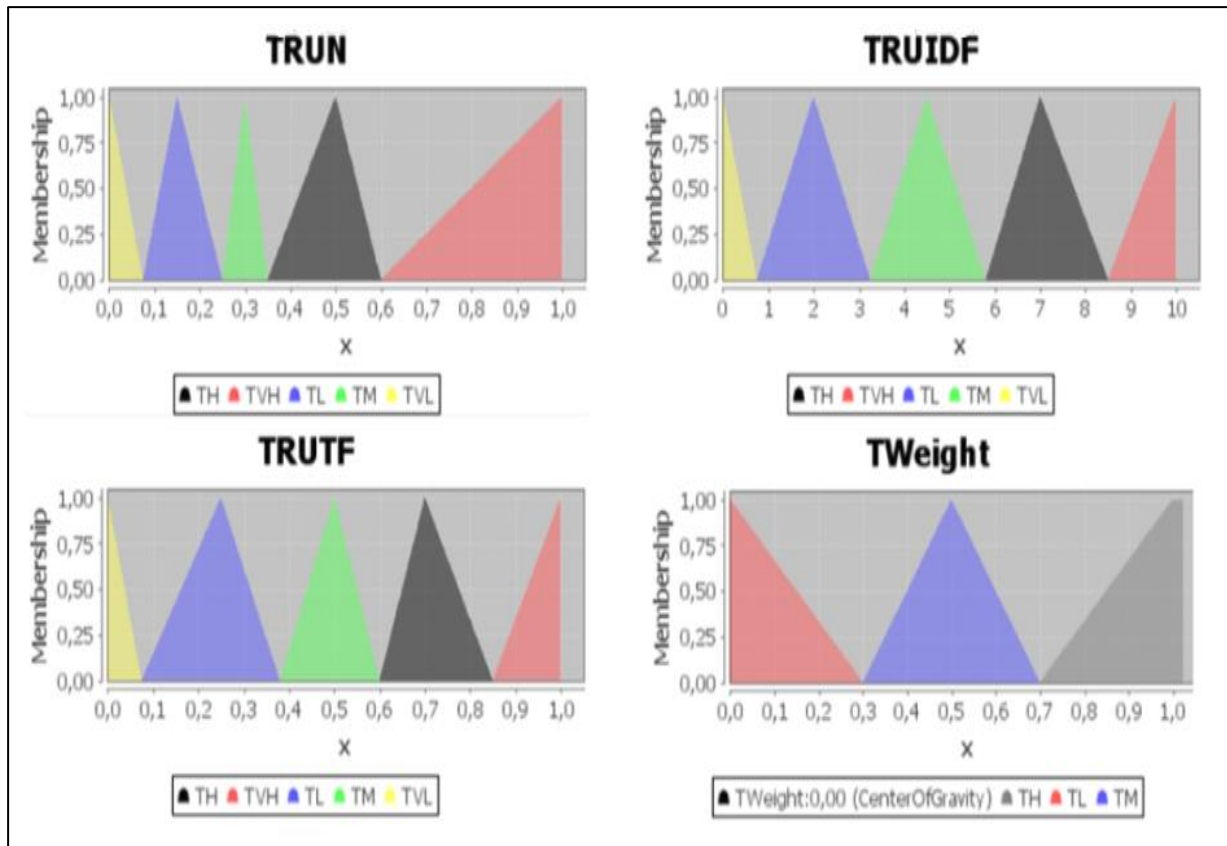 TRUN
Membership
1,00
0,75
0,50
0,25
0,00
0,0 0,1 0,2 0,3 0,4 0,5 0,6 0,7 0,8 0,9 1,0
x
TH TVH TL TM TVL
TRUIDF
Membership
1,00
0,75
0,50
0,25
0,00
0 1 2 3 4 5 6 7 8 9 10
x
TH TVH TL TM TVL
TRUTF
Membership
1,00
0,75
0,50
0,25
0,00
0,0 0,1 0,2 0,3 0,4 0,5 0,6 0,7 0,8 0,9 1,0
x
TH TVH TL TM TVL
TWeight
Membership
1,00
0,75
0,50
0,25
0,00
0,0 0,1 0,2 0,3 0,4 0,5 0,6 0,7 0,8 0,9 1,0
x
TWeight:0,00 (CenterOfGravity) TH TL TM